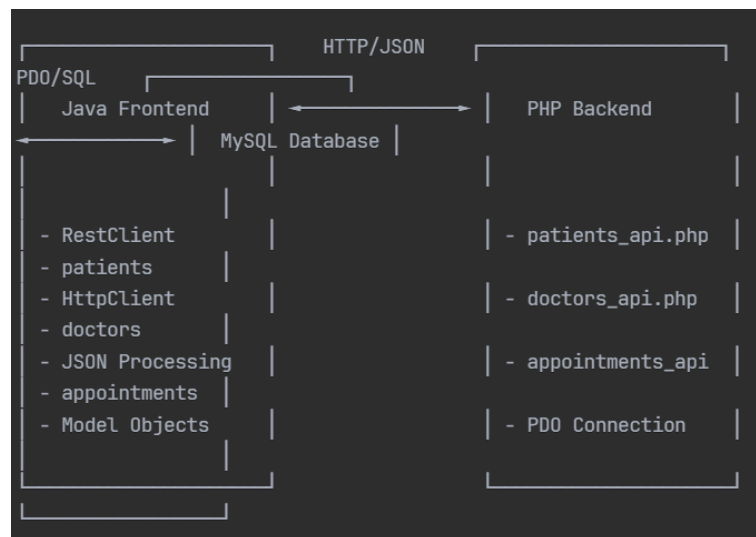 HTTP/JSON
PDO/SQL
Java Frontend PHP Backend
MySQL Database
- RestClient - patients_api.php
- patients
- HttpClient - doctors_api.php
- doctors
- JSON Processing - appointments_api
- appointments
- Model Objects - PDO Connection